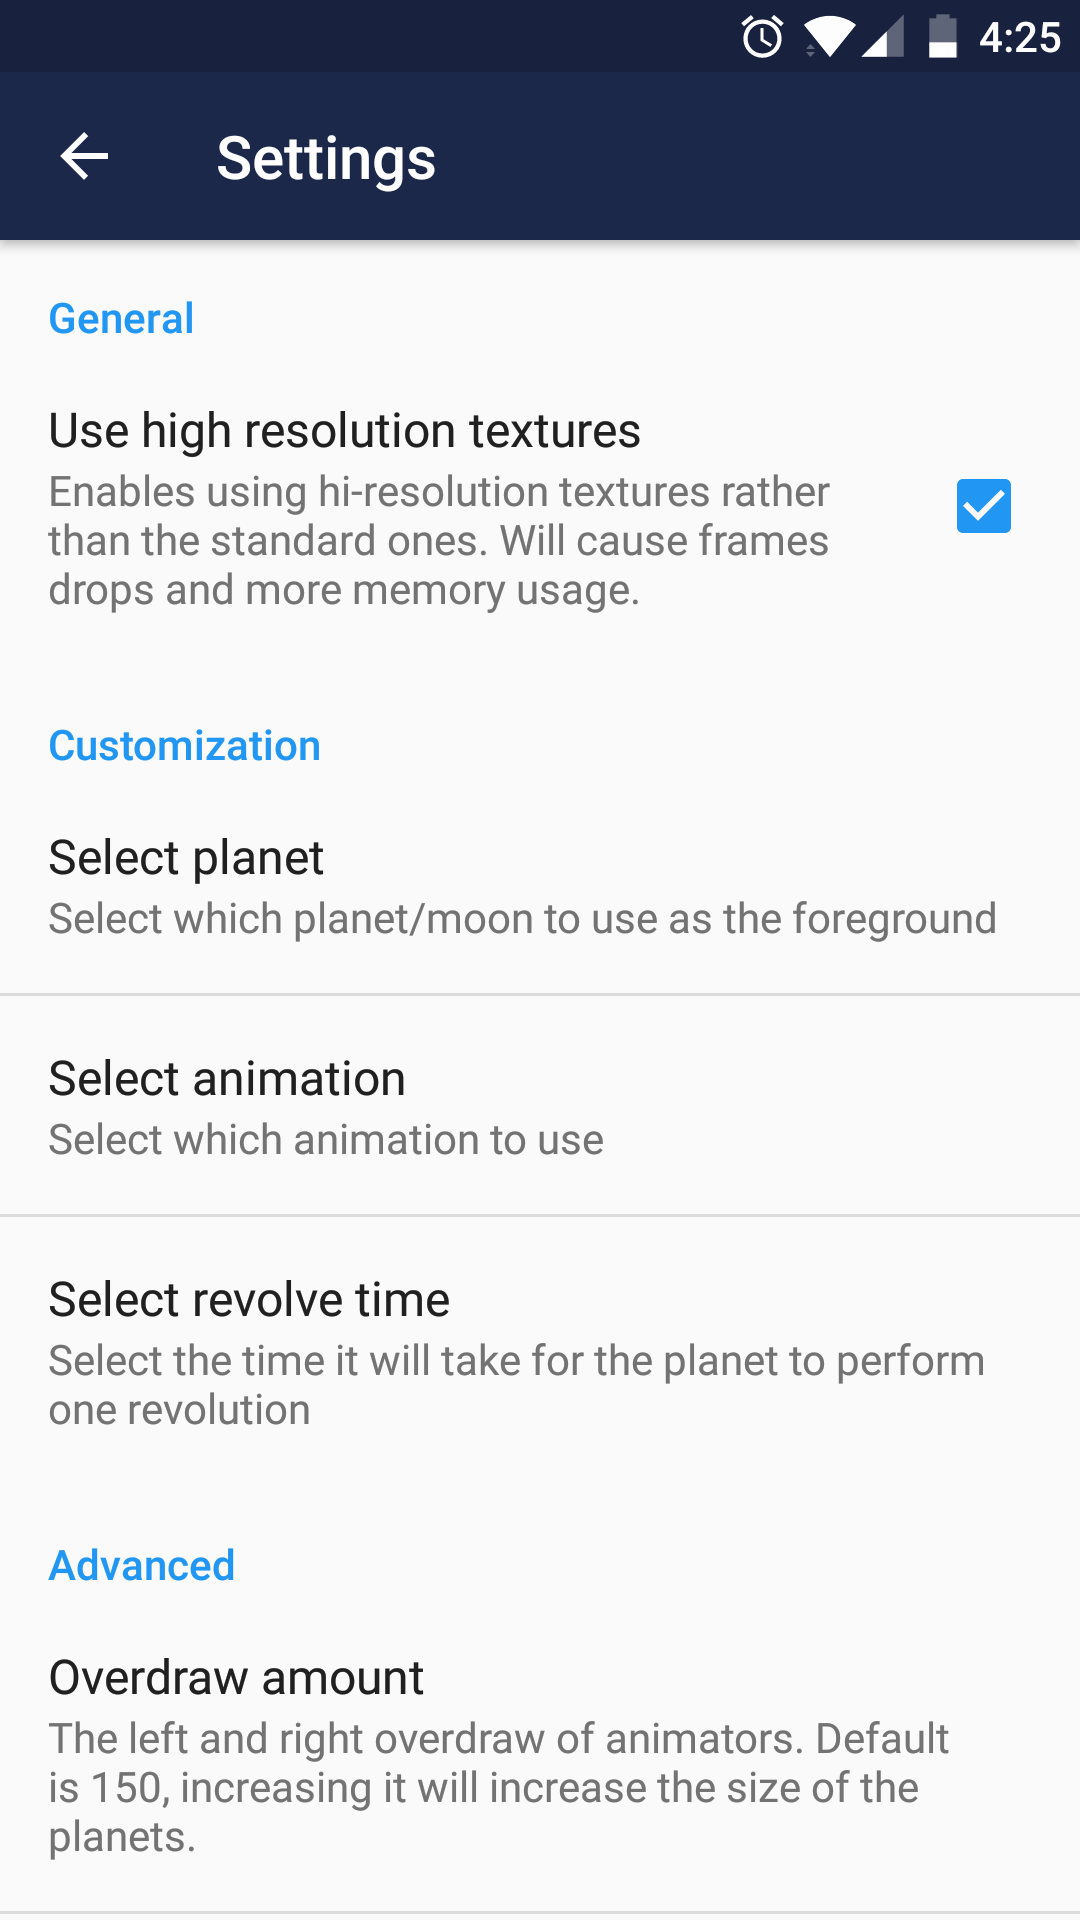 4:25
Settings
General
Use high resolution textures
Enables using hi-resolution textures rather
than the standard ones. Will cause frames
drops and more memory usage.
Customization
Select planet
Select which planet/moon to use as the foreground
Select animation
Select which animation to use
Select revolve time
Select the time it will take for the planet to perform
one revolution
Advanced
Overdraw amount
The left and right overdraw of animators. Default
is 150, increasing it will increase the size of the
planets.